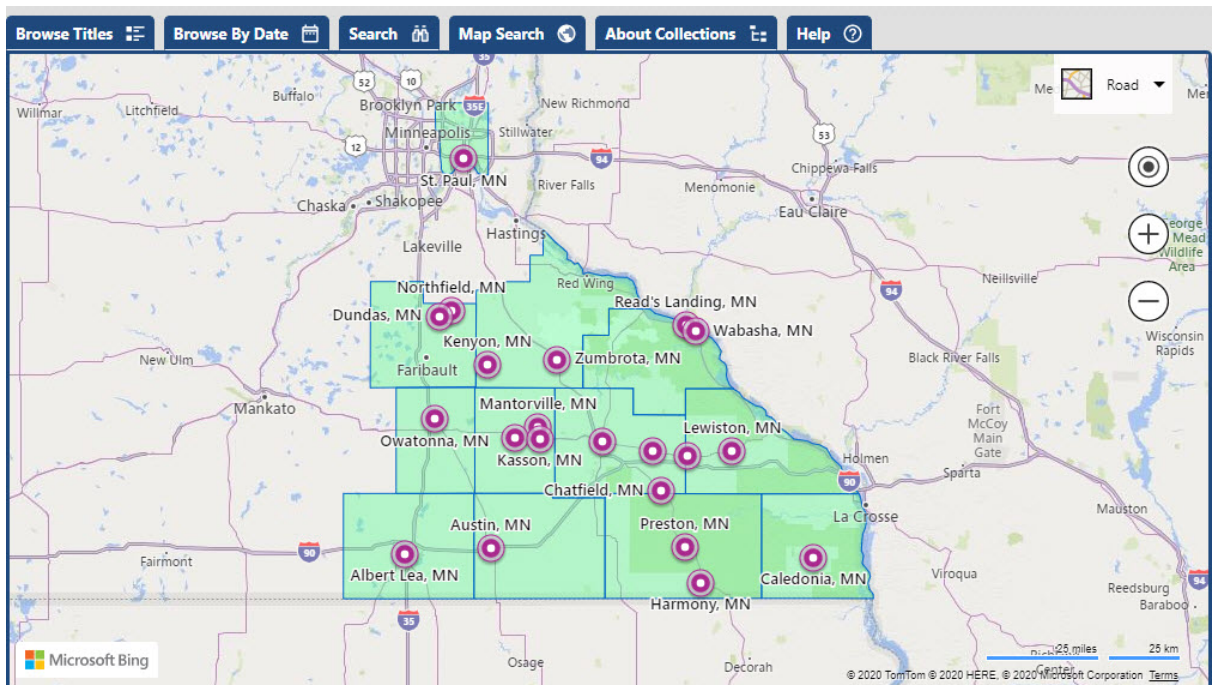 Browse Titles
Browse By Date
Search
Map Search
About Collections
Help
35
52
10
Buffalo
Willmar
Litchfield
Brooklyn Park
35E
New Richmond
Road
Minneapolis
Stillwater
12
94
53
Chippewa Falls
St. Paul, MN
River Falls
Menomonie
Chaska
Shakopee
Eau Claire
Hastings
Lakeville
George
Mead
Wildlife
Area
Neillsville
Northfield, MN
Red Wing
94
Read's Landing, MN
Dundas, MN
Wabasha, MN
Wisconsin
Rapids
Kenyon, MN
New Ulm
Faribault
Zumbrota, MN
Black River Falls
Mankato
Mantorville, MN
Fort
McCoy
Main
Gate
Owatonna, MN
Lewiston, MN
Kasson, MN
Holmen
Sparta
90
Chatfield, MN
La Crosse
Mauston
Austin, MN
Preston, MN
90
Fairmont
Albert Lea, MN
Caledonia, MN
Viroqua
94
Reedsburg
Baraboo
Harmony, MN
35
Microsoft Bing
Osage
Decorah
25 miles
25 km
Center
© 2020 TomTom © 2020 HERE, © 2020 Microsoft Corporation Terms